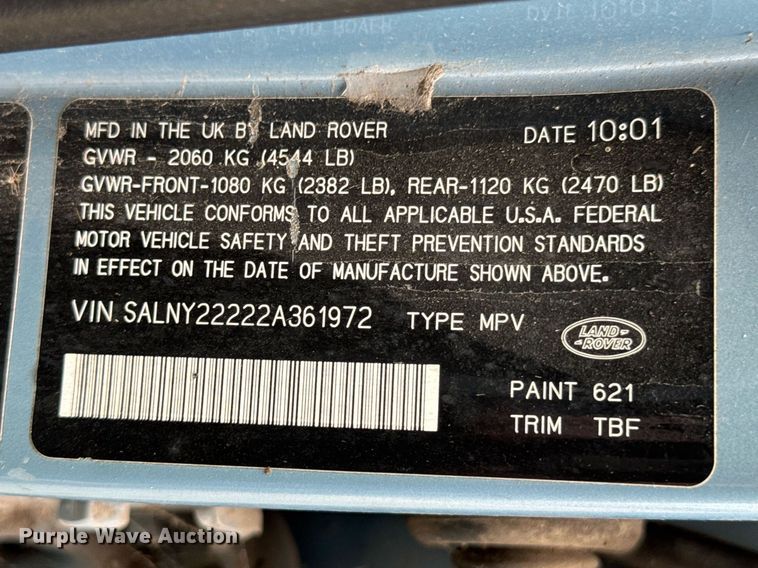 MFD IN THE UK BY LAND ROVER DATE 10:01
GVWR - 2060 KG (4544 LB)
GVWR-FRONT-1080 KG (2382 LB), REAR-1120 KG (2470 LB)
THIS VEHICLE CONFORMS TO ALL APPLICABLE U.S.A. FEDERAL
MOTOR VEHICLE SAFETY AND THEFT PREVENTION STANDARDS
IN EFFECT ON THE DATE OF MANUFACTURE SHOWN ABOVE.
VIN.SALNY22222A361972 TYPE MPV
LAND-
-ROVER
PAINT 621
TRIM TBF
Purple Wave Auction